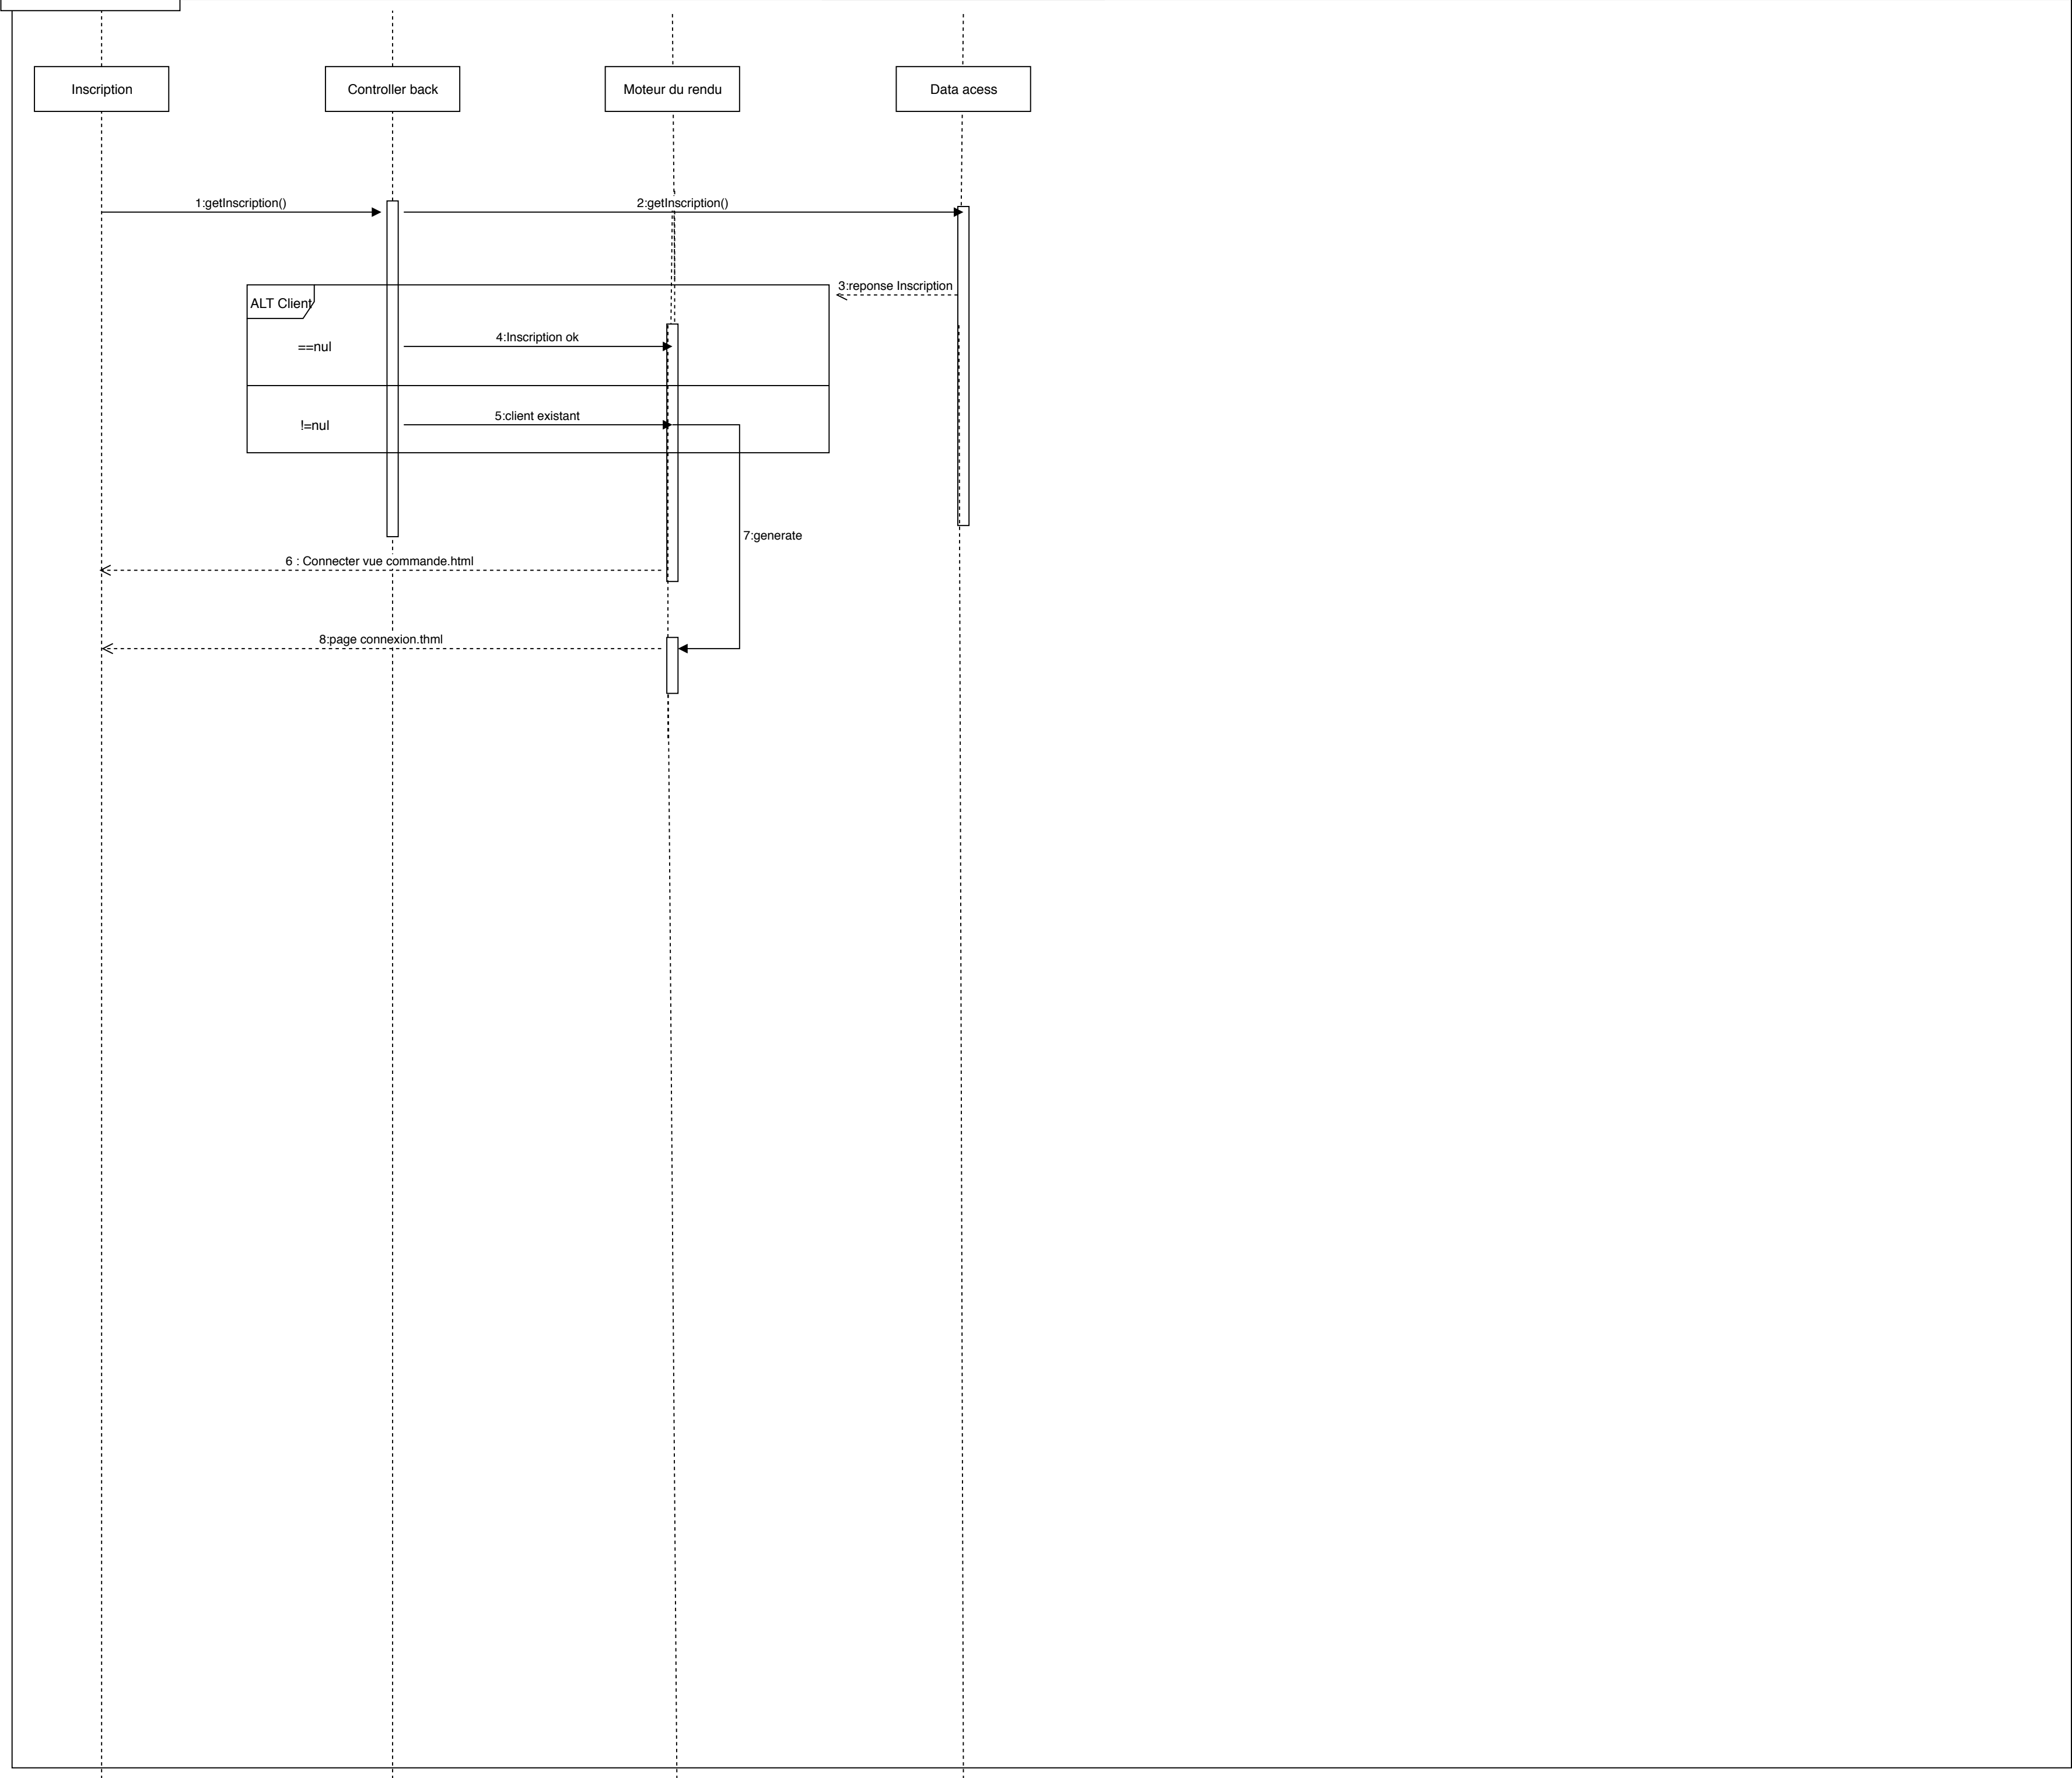 Inscription
Controller back
Moteur du rendu
Data acess
1:getInscription()
2:getInscription()
3:reponse Inscription
ALT Client
4:Inscription ok
==nul
5:client existant
!=nul
7:generate
6 : Connecter vue commande.html
8:page connexion.thml